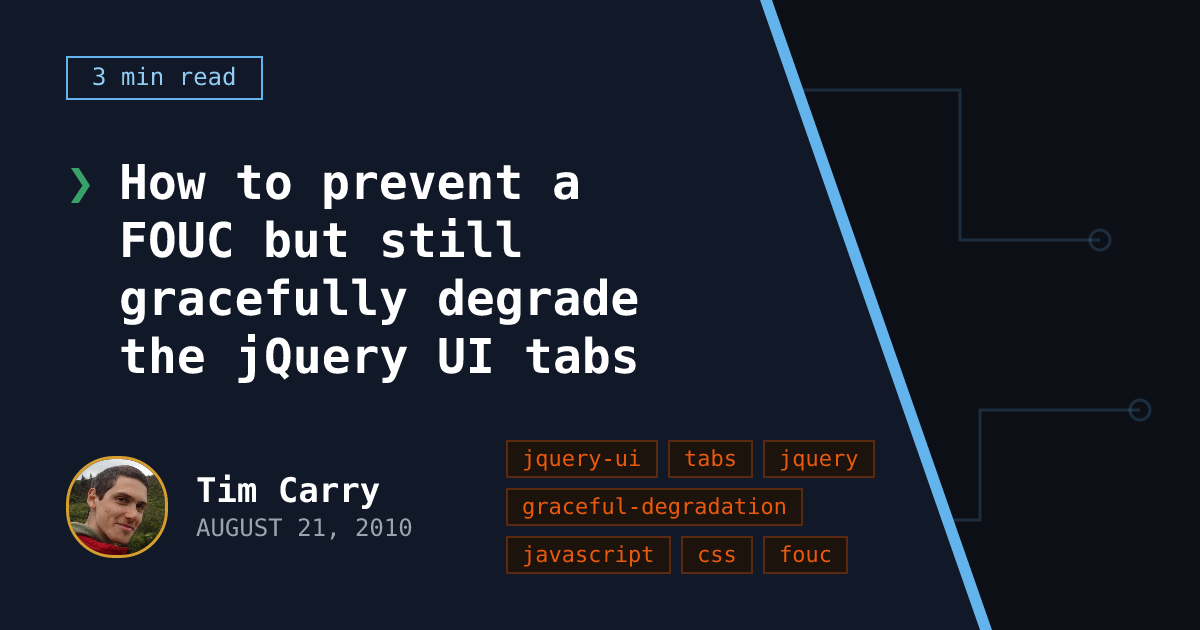 3 min read
❯ How to prevent a
FOUC but still
gracefully degrade
the jQuery UI tabs
Tim Carry
AUGUST 21, 2010
jquery-ui tabs jquery
graceful-degradation
javascript css fouc